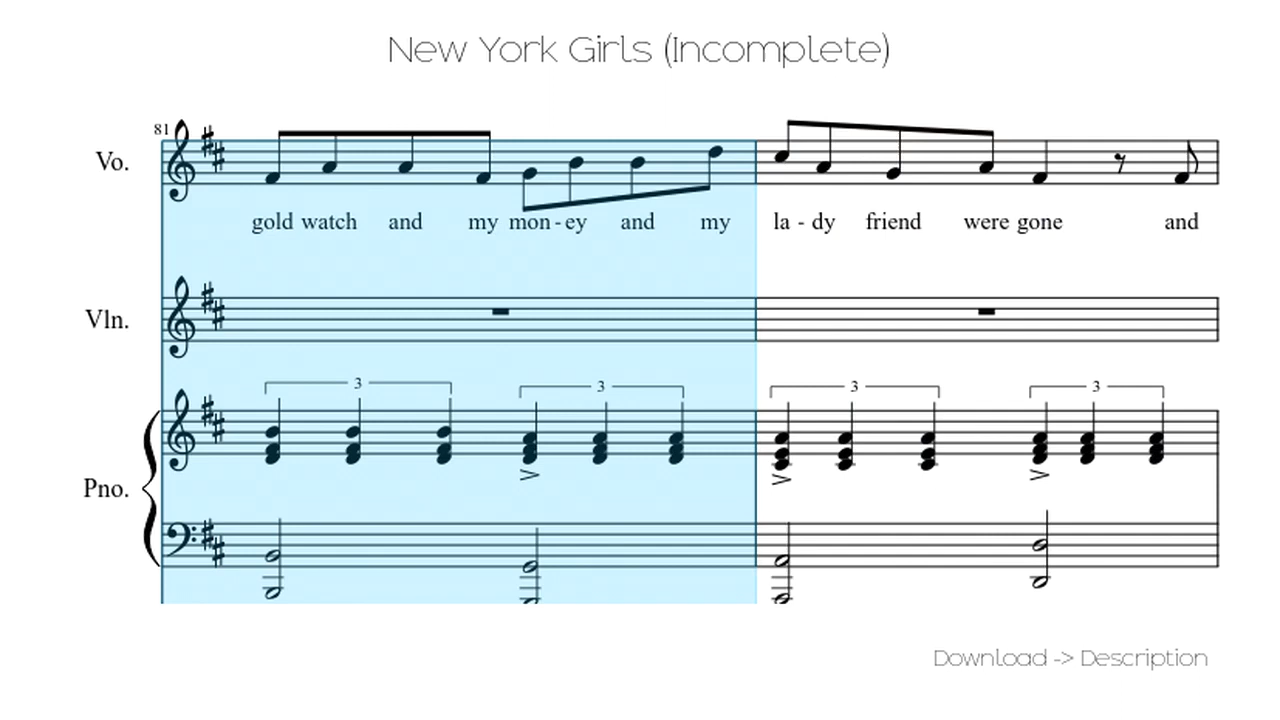 New York Girls (Incomplete)
81
Vo.
gold watch and my mon - ey and my la - dy friend were gone and
Vln.
3 3 3 3
Pno.
Download -> Description